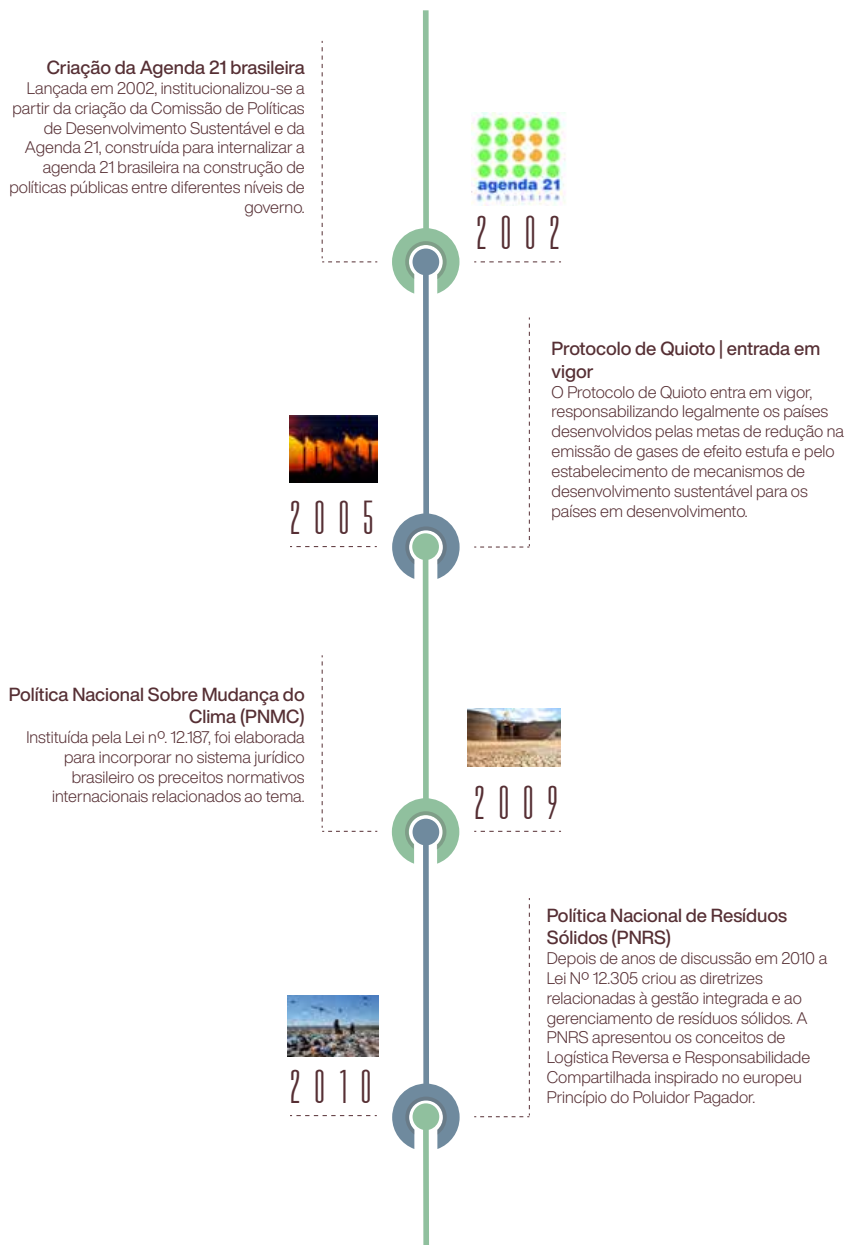 Criação da Agenda 21 brasileira
Lançada em 2002, institucionalizou-se a
partir da criação da Comissão de Políticas
de Desenvolvimento Sustentável e da
Agenda 21, construída para internalizar a
agenda 21 brasileira na construção de
políticas públicas entre diferentes níveis de
governo.
agenda 21
BRASILEIRA
2002
Protocolo de Quioto | entrada em
vigor
O Protocolo de Quioto entra em vigor,
responsabilizando legalmente os países
desenvolvidos pelas metas de redução na
emissão de gases de efeito estufa e pelo
estabelecimento de mecanismos de
desenvolvimento sustentável para os
países em desenvolvimento.
2005
Política Nacional Sobre Mudança do
Clima (PNMC)
Instituída pela Lei nº. 12.187, foi elaborada
para incorporar no sistema jurídico
brasileiro os preceitos normativos
internacionais relacionados ao tema.
2009
Política Nacional de Resíduos
Sólidos (PNRS)
Depois de anos de discussão em 2010 a
Lei Nº 12.305 criou as diretrizes
relacionadas à gestão integrada e ao
gerenciamento de resíduos sólidos. A
PNRS apresentou os conceitos de
Logística Reversa e Responsabilidade
Compartilhada inspirado no europeu
Princípio do Poluidor Pagador.
2010